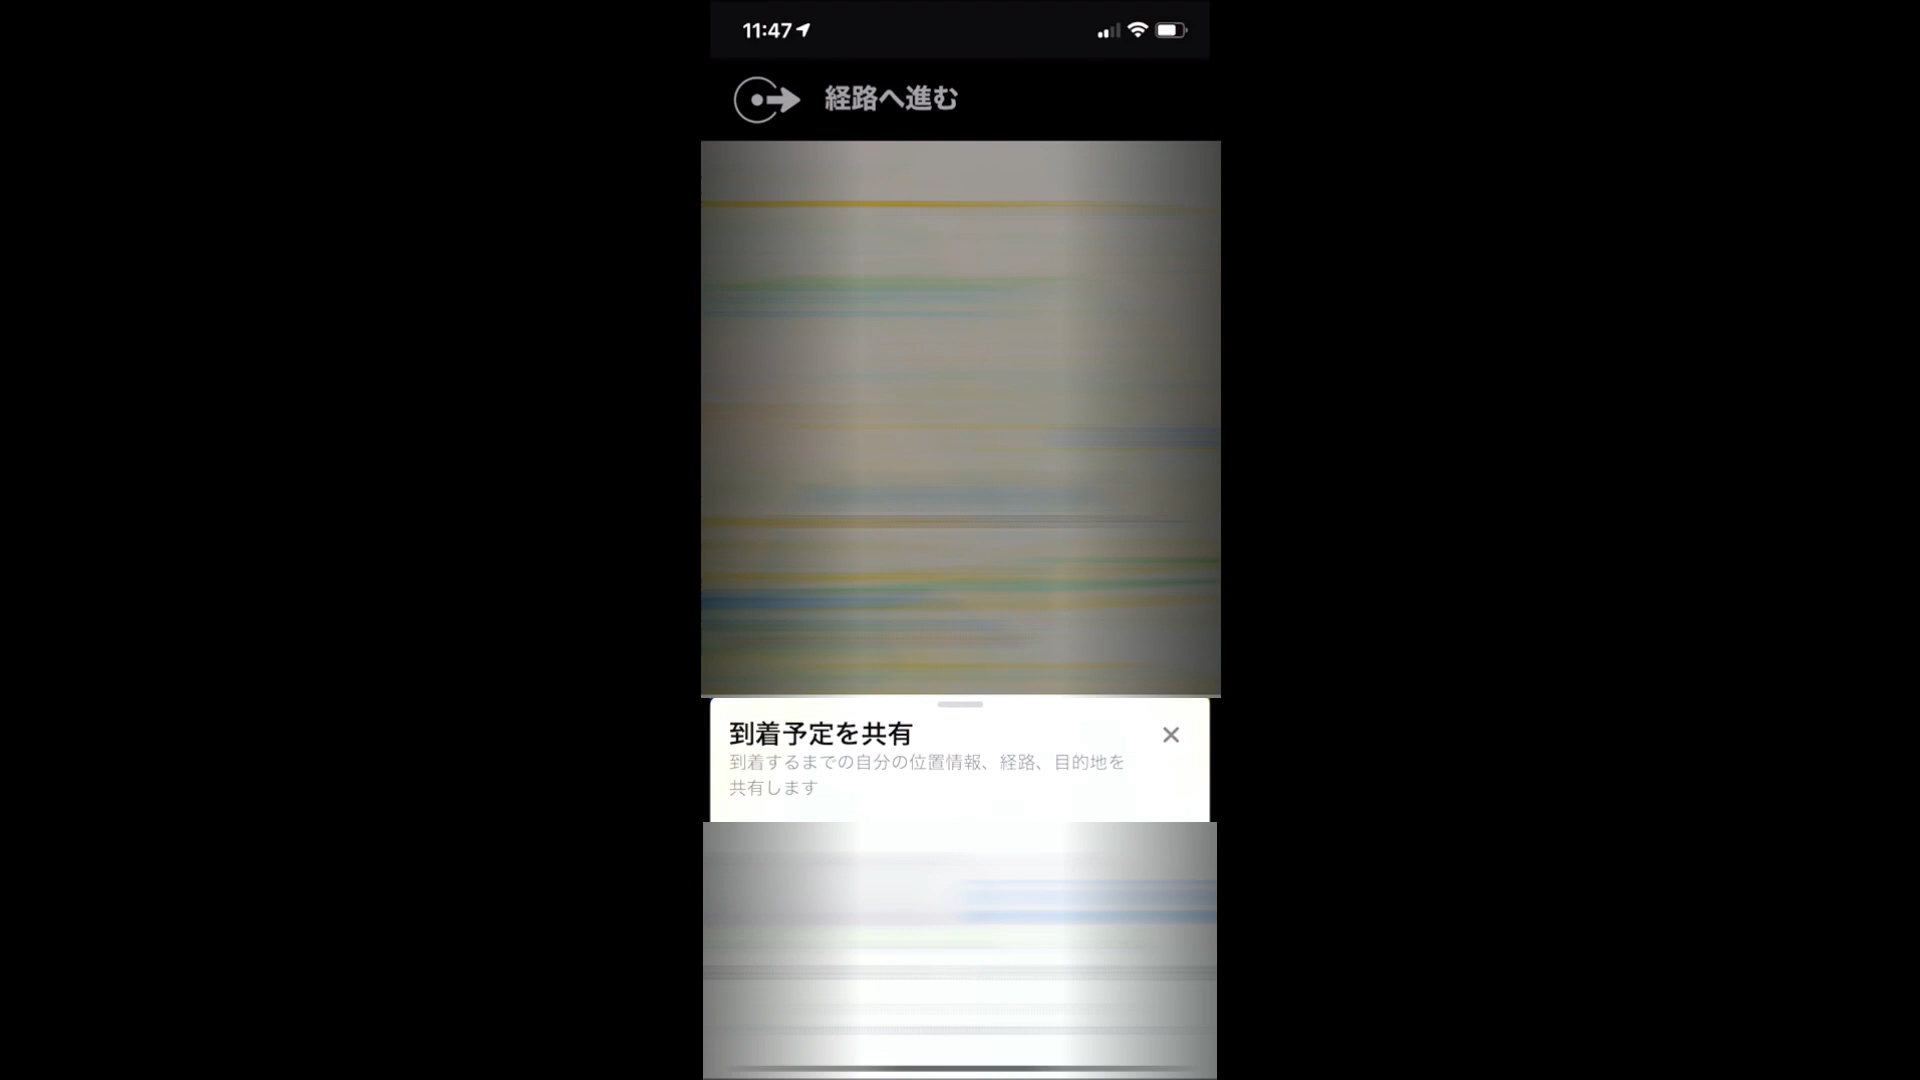 11:47
経路へ進む
到着予定を共有
到着するまでの自分の位置情報、経路、目的地を
共有します